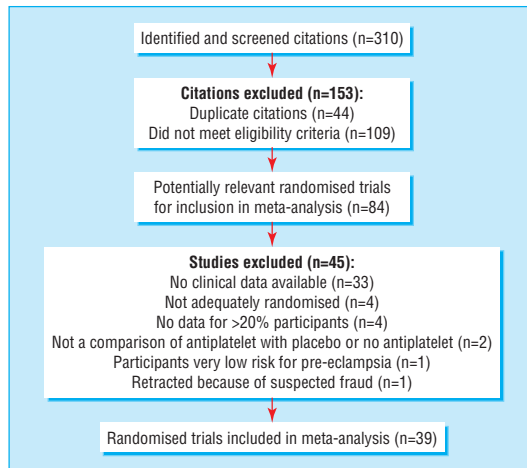 Identified and screened citations (n=310)
Citations excluded (n=153):
Duplicate citations (n=44)
Did not meet eligibility criteria (n=109)
Potentially relevant randomised trials
for inclusion in meta-analysis (n=84)
Studies excluded (n=45):
No clinical data available (n=33)
Not adequately randomised (n=4)
No data for >20% participants (n=4)
Not a comparison of antiplatelet with placebo or no antiplatelet (n=2)
Participants very low risk for pre-eclampsia (n=1)
Retracted because of suspected fraud (n=1)
Randomised trials included in meta-analysis (n=39)